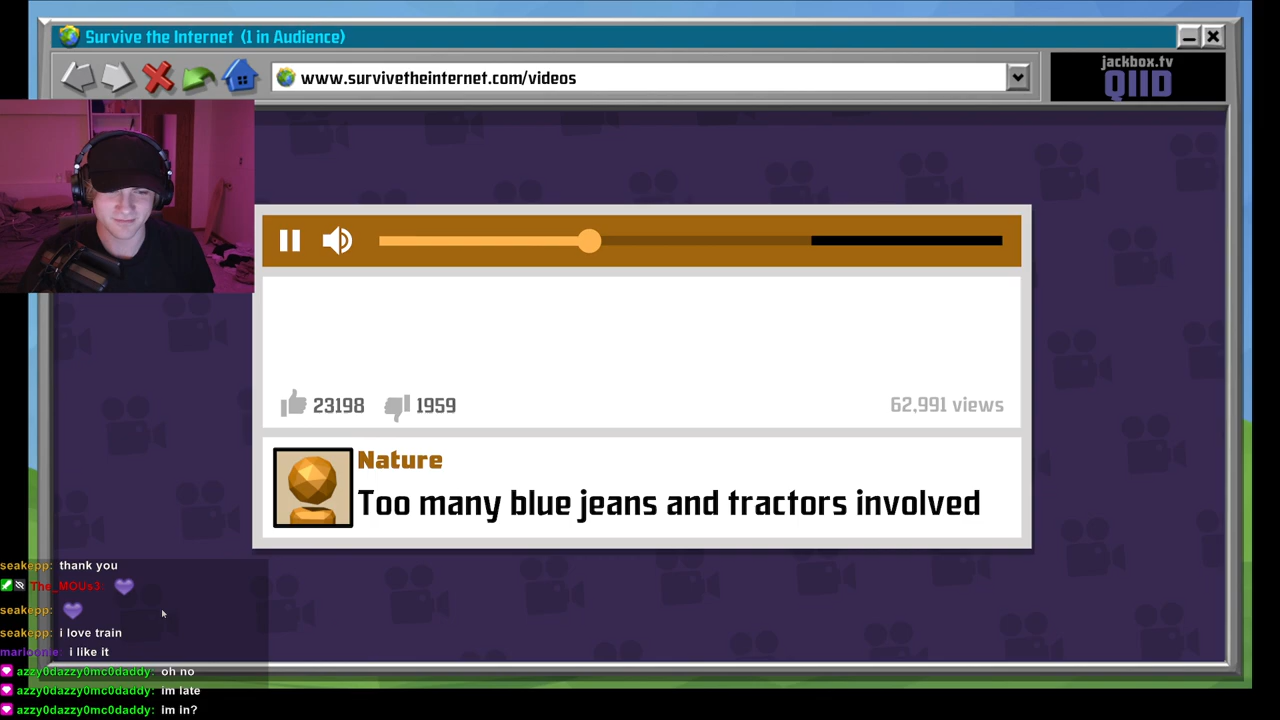 Survive the Internet (1 in Audience)
www.survivetheinternet.com/videos
jackbox.tv
QIID
23198
1959
62,991 views
Nature
Too many blue jeans and tractors involved
seakepp: thank you
The_MOUs3
seakepp:
seakepp: i love train
i like it
azzy0dazzy0mc0daddy: oh no
azzy0dazzy0mc0daddy: im late
azzy0dazzy0mc0daddy: im in?